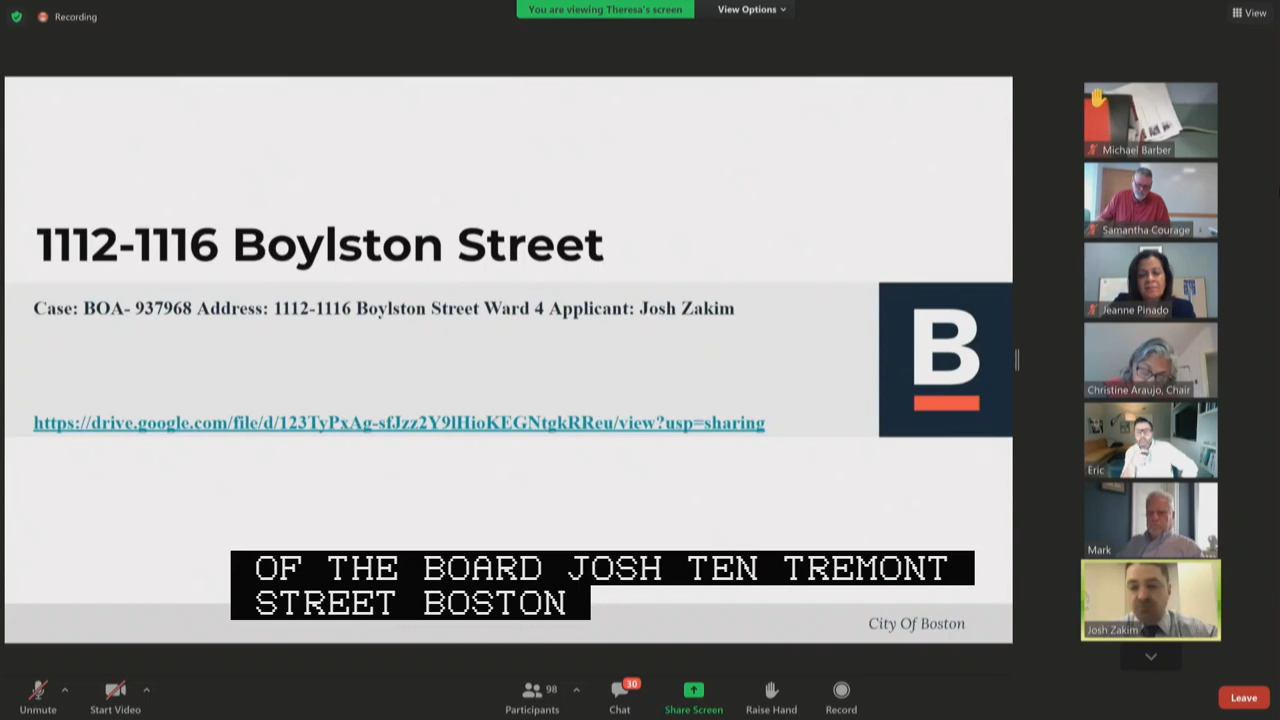 Recording
You are viewing Theresa's screen
View Options
View
1112-1116 Boylston Street
Case: BOA- 937968 Address: 1112-1116 Boylston Street Ward 4 Applicant: Josh Zakim
B
https://drive.google.com/file/d/123TyPxAg-sfJzz2Y9lHioKEGNtgkRReu/view?usp=sharing
OF THE BOARD JOSH TEN TREMONT
STREET BOSTON
City Of Boston
Michael Barber
Samantha Courage
Jeanne Pinado
Christine Araujo, Chair
Eric
Mark
Josh Zakim
Unmute
Start Video
98
Participants
30
Chat
Share Screen
Raise Hand
Record
Leave